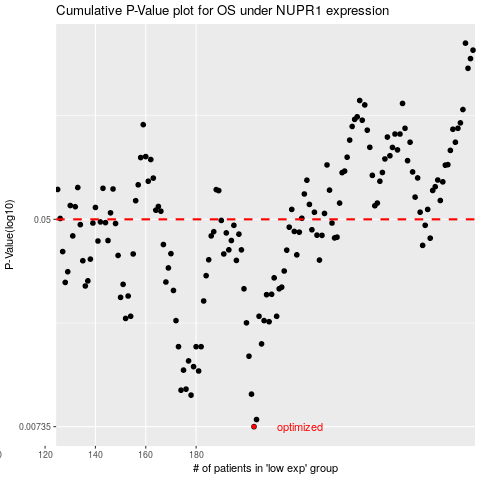 Cumulative P-Value plot for OS under NUPR1 expression
P-Value(log10)
0.05
0.00735
optimized
0
120
140
160
180
# of patients in 'low exp' group